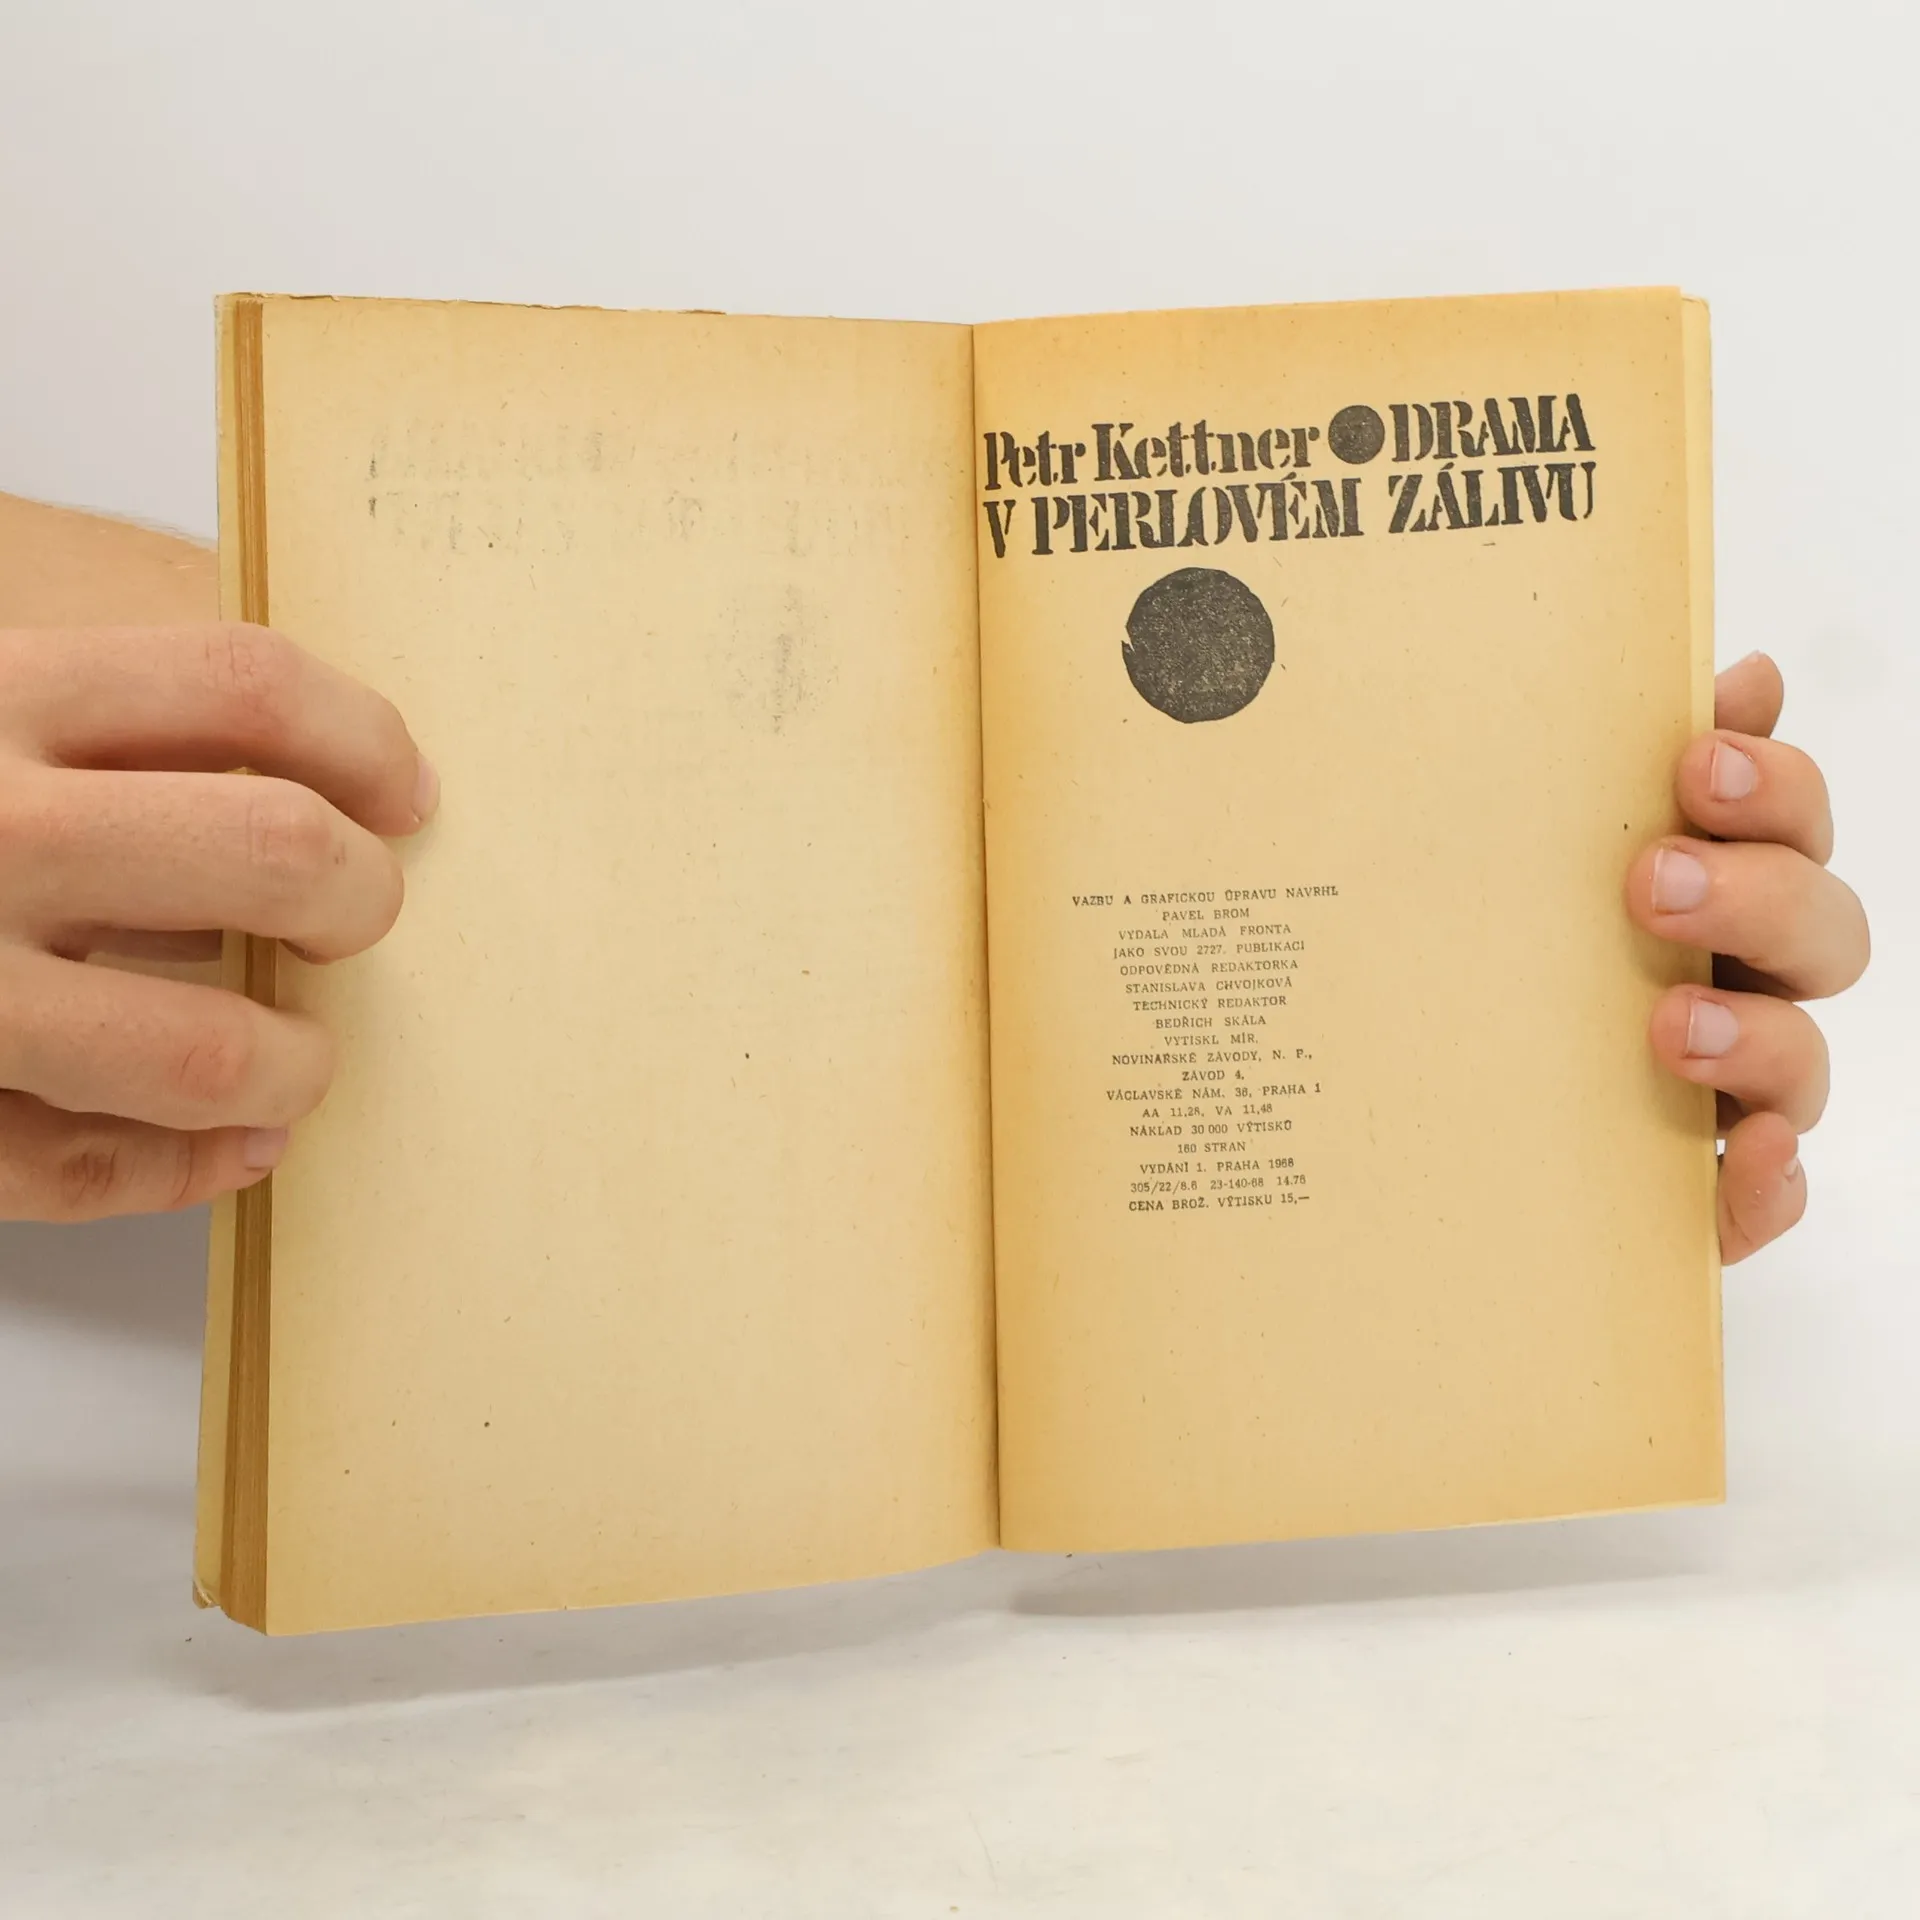 Petr Kettner ● DRAMA
V PERLOVÉM ZÁLIVU
VAZBU A GRAFICKOU ÚPRAVU NAVRHL
PAVEL BROM
VYDALA MLADÁ FRONTA
JAKO SVOU 2727. PUBLIKACI
ODPOVĚDNÁ REDAKTORKA
STANISLAVA CHVOJKOVÁ
TECHNICKÝ REDAKTOR
BEDŘICH SKÁLA
VYTISKL MÍR,
NOVINÁŘSKÉ ZÁVODY, N. P.,
ZÁVOD 4,
VÁCLAVSKÉ NÁM. 36, PRAHA 1
AA 11,28, VA 11,48
NÁKLAD 30 000 VÝTISKŮ
160 STRAN
VYDÁNÍ 1. PRAHA 1968
305/22/8.6 23-140-68 14.76
CENA BROŽ. VÝTISKU 15,—